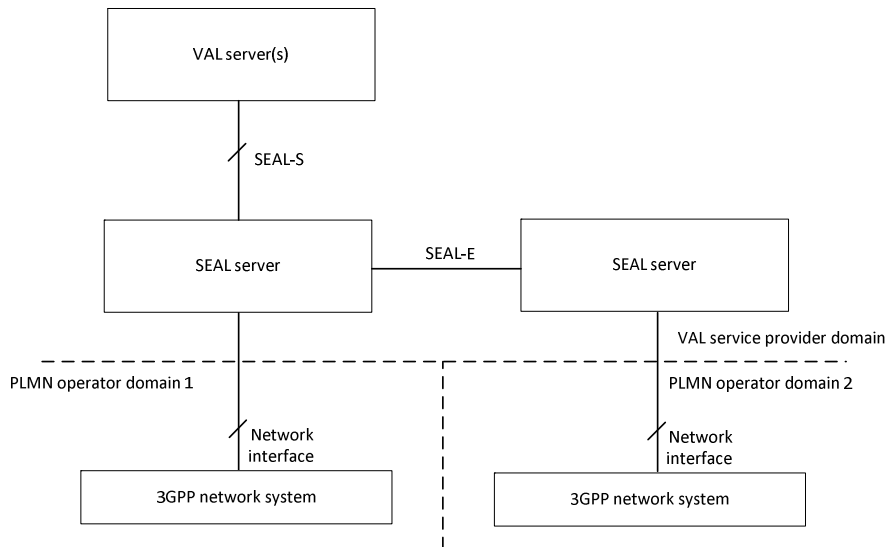 VAL server(s)
SEAL-S
SEAL server
SEAL-E
SEAL server
VAL service provider domain
PLMN operator domain 1
PLMN operator domain 2
Network
interface
Network
interface
3GPP network system
3GPP network system